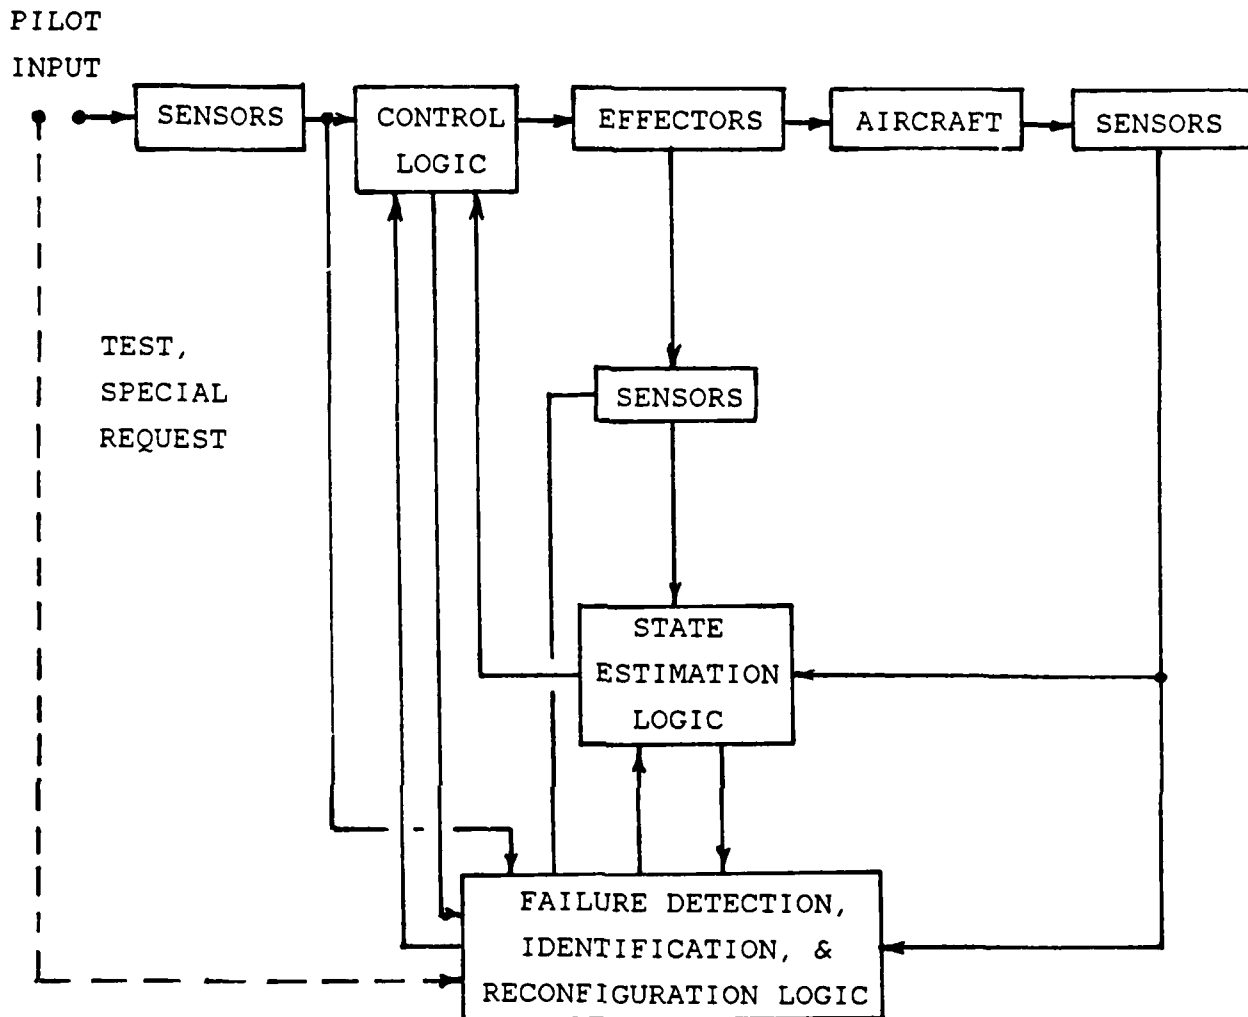 PILOT
INPUT
SENSORS
CONTROL
LOGIC
EFFECTORS
AIRCRAFT
SENSORS
TEST,
SPECIAL
REQUEST
SENSORS
STATE
ESTIMATION
LOGIC
FAILURE DETECTION,
IDENTIFICATION, &
RECONFIGURATION LOGIC